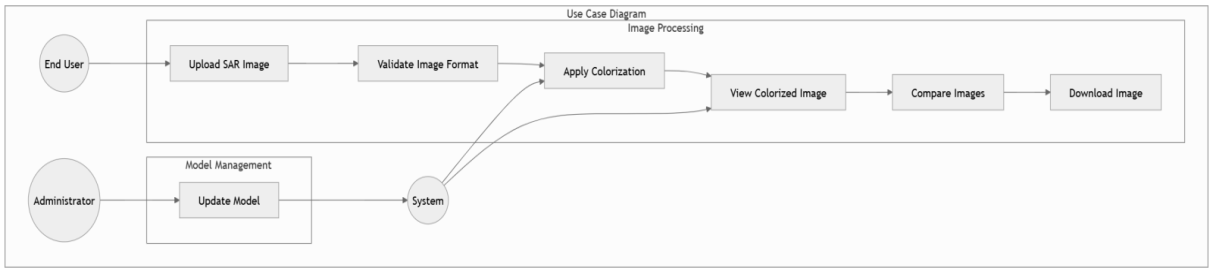 Use Case Diagram
Image Processing
End User
Upload SAR Image
Validate Image Format
Apply Colorization
View Colorized Image
Compare Images
Download Image
Model Management
Administrator
Update Model
System